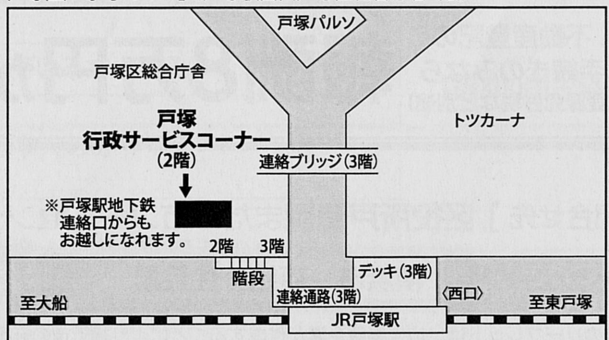 戸塚パルソ
戸塚区総合庁舎
戸塚
行政サービスコーナー
(2階)
トツカーナ
連絡ブリッジ(3階)
※戸塚駅地下鉄
連絡口からも
お越しになれます。
2階 3階
階段
デッキ(3階)
連絡通路(3階)
〈西口〉
至大船
至東戸塚
JR戸塚駅